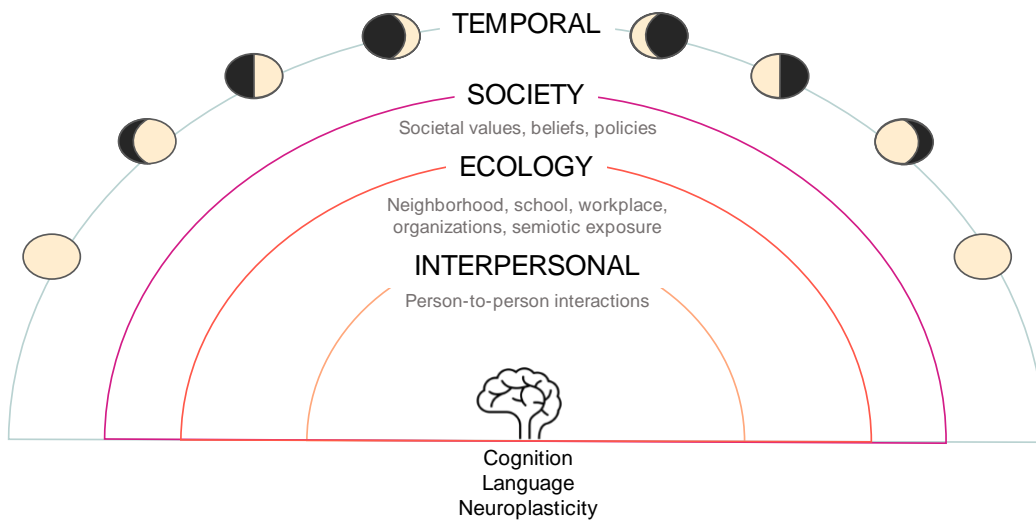 TEMPORAL
SOCIETY
Societal values, beliefs, policies
ECOLOGY
Neighborhood, school, workplace,
organizations, semiotic exposure
INTERPERSONAL
Person-to-person interactions
Cognition
Language
Neuroplasticity